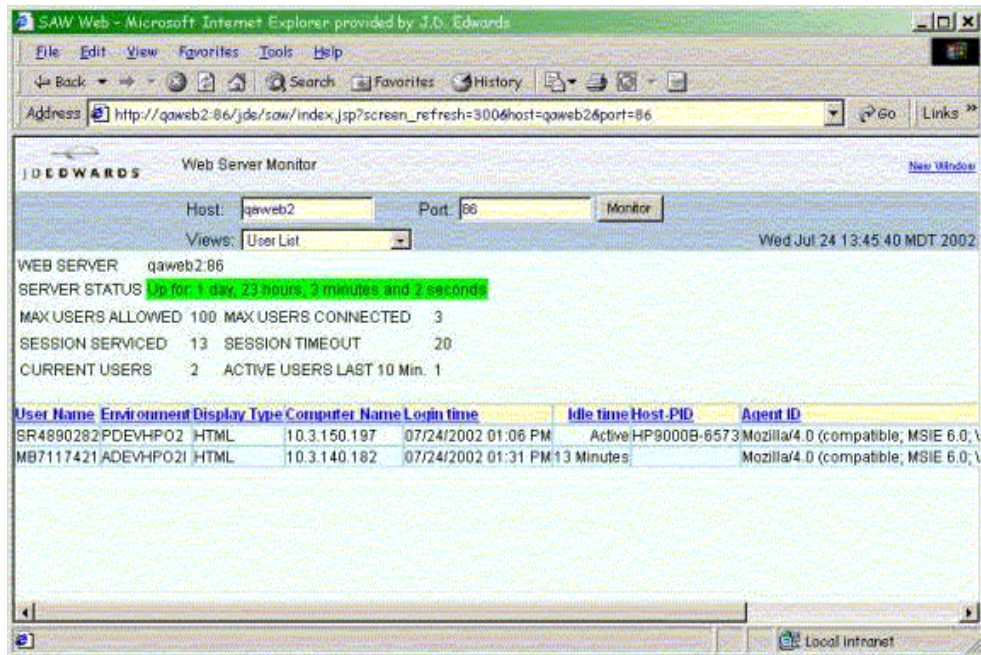 SAW Web - Microsoft Internet Explorer provided by J.D. Edwards
File Edit View Favorites Tools Help
Back Search Favorites History
Address http://qaweb2:86/jde/saw/index.jsp?screen_refresh=300&host=qaweb2&port=86 Go Links »
JDEDWARDS Web Server Monitor New Window
Host: qaweb2 Port: 86 Monitor
Views: User List Wed Jul 24 13:45:40 MDT 2002
WEB SERVER qaweb2:86
SERVER STATUS Up for: 1 day, 23 hours, 3 minutes and 2 seconds
MAX USERS ALLOWED 100 MAX USERS CONNECTED 3
SESSION SERVICED 13 SESSION TIMEOUT 20
CURRENT USERS 2 ACTIVE USERS LAST 10 Min. 1
User Name Environment Display Type Computer Name Login time Idle time Host-PID Agent ID
SR4890282 PDEVHPO2 HTML 10.3.150.197 07/24/2002 01:06 PM Active HP9000B-6573 Mozilla/4.0 (compatible; MSIE 6.0;
MB7117421 ADEVHPO2I HTML 10.3.140.182 07/24/2002 01:31 PM 13 Minutes Mozilla/4.0 (compatible; MSIE 6.0;
Local intranet